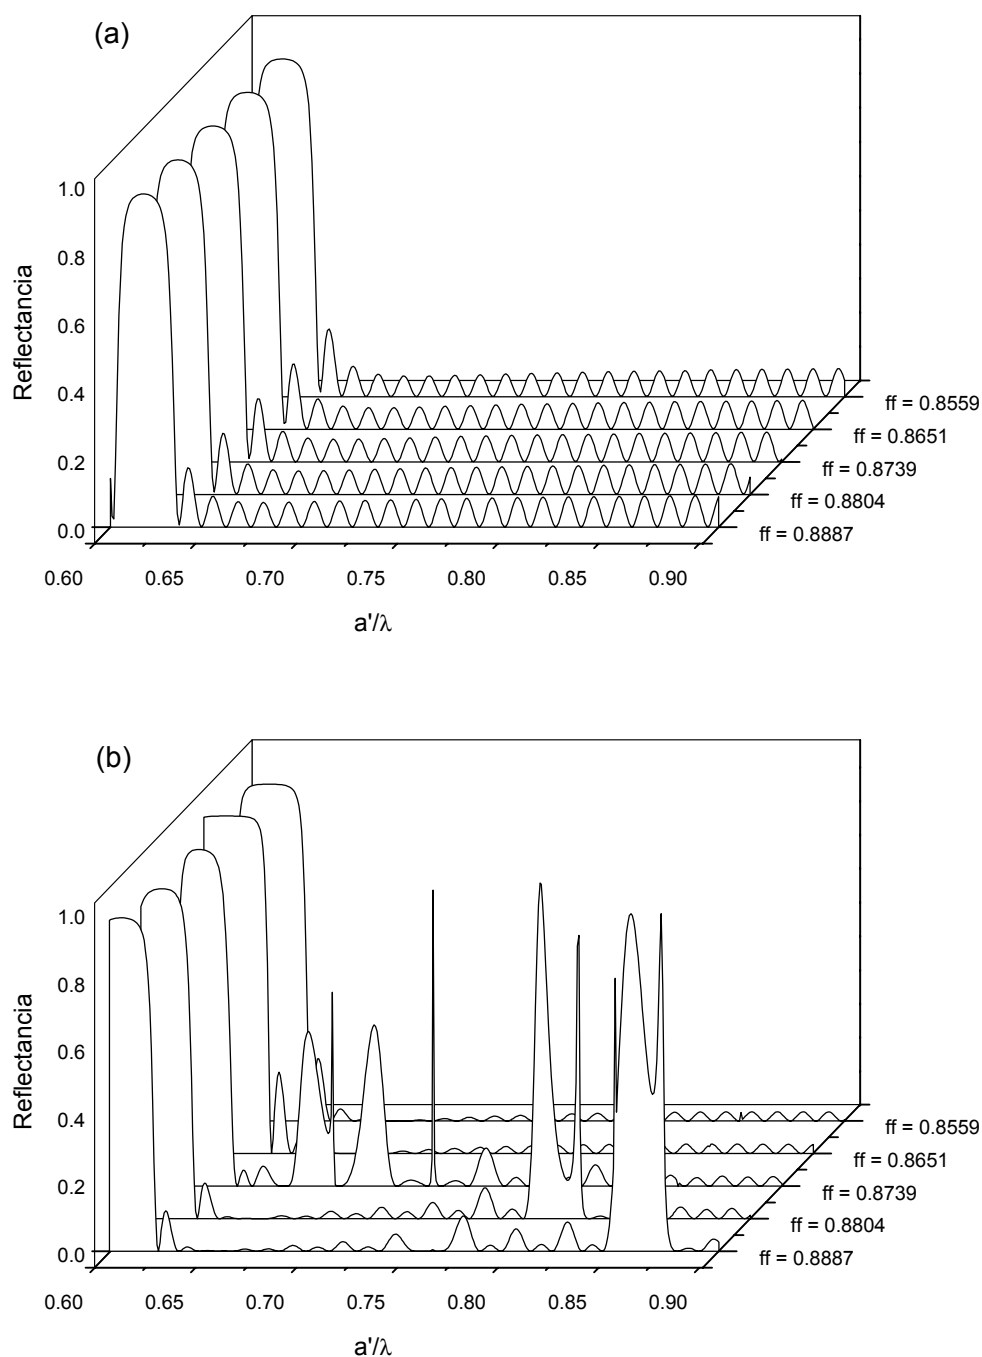 (a)
1.0
0.8
0.6
0.4
0.2
0.0
Reflectancia
ff = 0.8559
ff = 0.8651
ff = 0.8739
ff = 0.8804
ff = 0.8887
0.60 0.65 0.70 0.75 0.80 0.85 0.90
a'/λ
(b)
1.0
0.8
0.6
0.4
0.2
0.0
Reflectancia
ff = 0.8559
ff = 0.8651
ff = 0.8739
ff = 0.8804
ff = 0.8887
0.60 0.65 0.70 0.75 0.80 0.85 0.90
a'/λ